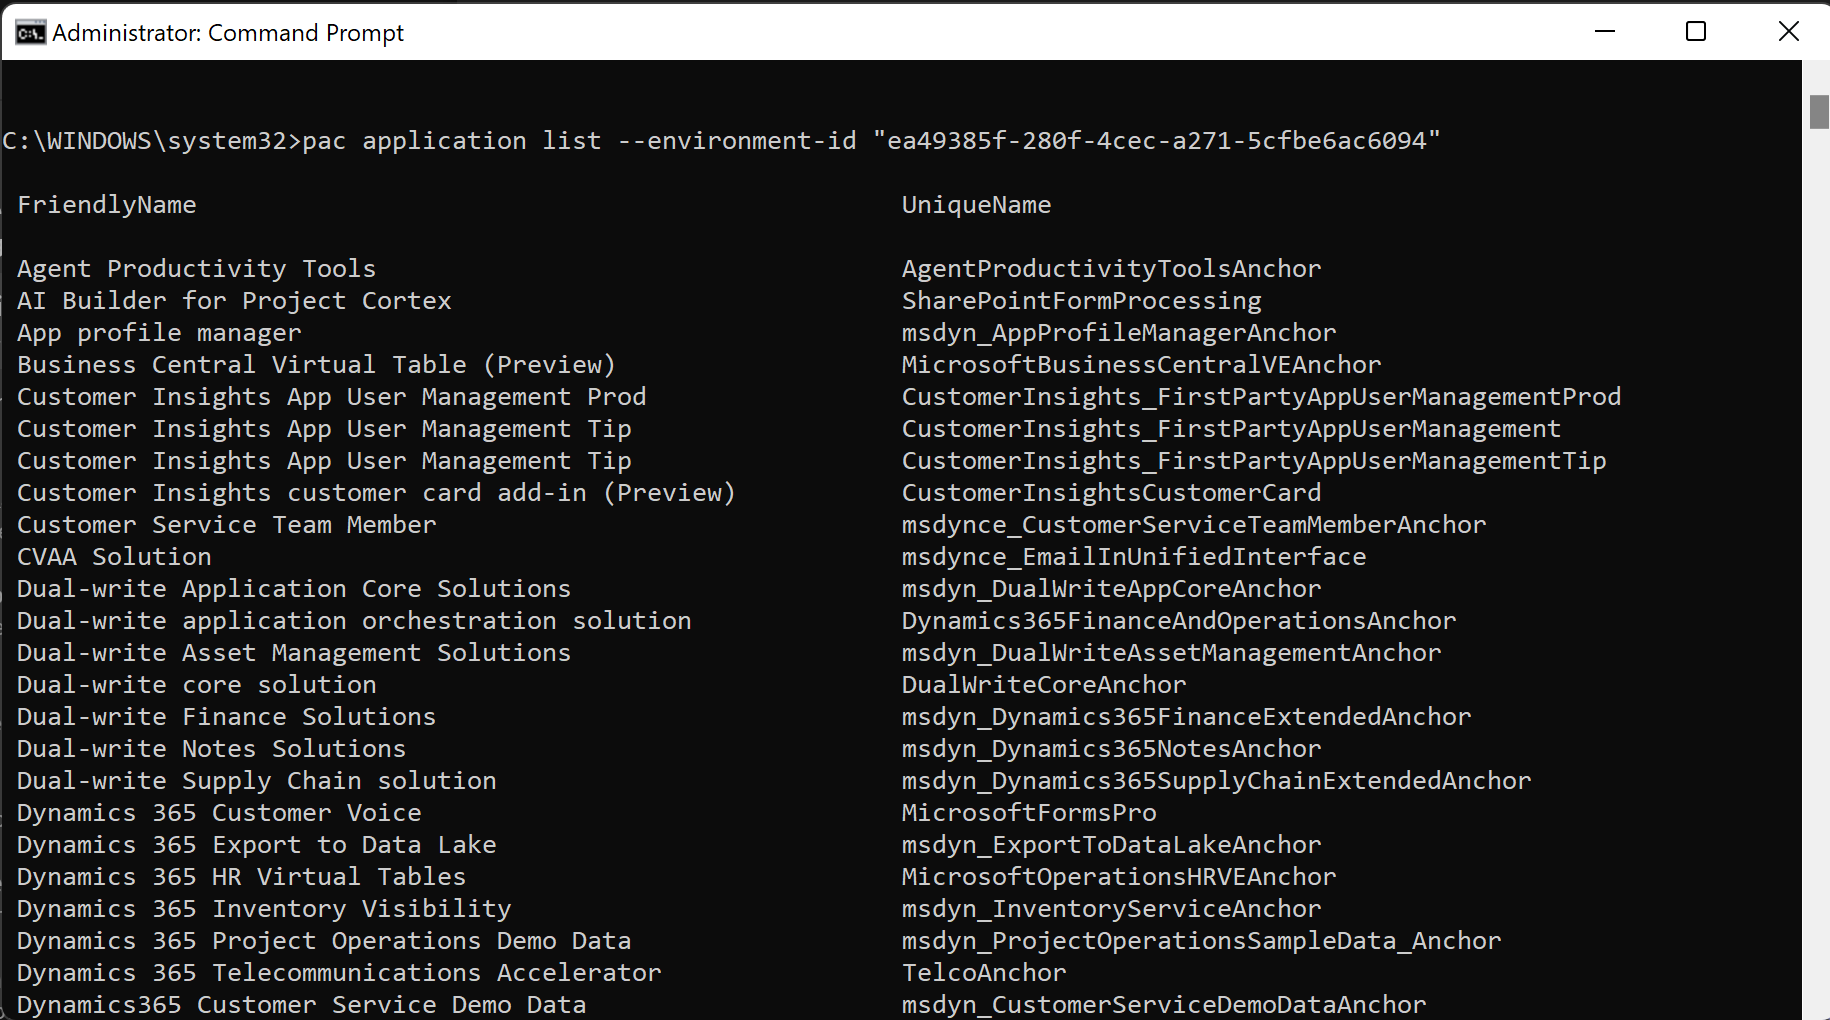 Administrator: Command Prompt
C:\WINDOWS\system32>pac application list --environment-id "ea49385f-280f-4cec-a271-5cfbe6ac6094"
FriendlyName UniqueName
Agent Productivity Tools AgentProductivityToolsAnchor
AI Builder for Project Cortex SharePointFormProcessing
App profile manager msdyn_AppProfileManagerAnchor
Business Central Virtual Table (Preview) MicrosoftBusinessCentralVEAnchor
Customer Insights App User Management Prod CustomerInsights_FirstPartyAppUserManagementProd
Customer Insights App User Management Tip CustomerInsights_FirstPartyAppUserManagement
Customer Insights App User Management Tip CustomerInsights_FirstPartyAppUserManagementTip
Customer Insights customer card add-in (Preview) CustomerInsightsCustomerCard
Customer Service Team Member msdynce_CustomerServiceTeamMemberAnchor
CVAA Solution msdynce_EmailInUnifiedInterface
Dual-write Application Core Solutions msdyn_DualWriteAppCoreAnchor
Dual-write application orchestration solution Dynamics365FinanceAndOperationsAnchor
Dual-write Asset Management Solutions msdyn_DualWriteAssetManagementAnchor
Dual-write core solution DualWriteCoreAnchor
Dual-write Finance Solutions msdyn_Dynamics365FinanceExtendedAnchor
Dual-write Notes Solutions msdyn_Dynamics365NotesAnchor
Dual-write Supply Chain solution msdyn_Dynamics365SupplyChainExtendedAnchor
Dynamics 365 Customer Voice MicrosoftFormsPro
Dynamics 365 Export to Data Lake msdyn_ExportToDataLakeAnchor
Dynamics 365 HR Virtual Tables MicrosoftOperationsHRVEAnchor
Dynamics 365 Inventory Visibility msdyn_InventoryServiceAnchor
Dynamics 365 Project Operations Demo Data msdyn_ProjectOperationsSampleData_Anchor
Dynamics 365 Telecommunications Accelerator TelcoAnchor
Dynamics365 Customer Service Demo Data msdyn_CustomerServiceDemoDataAnchor